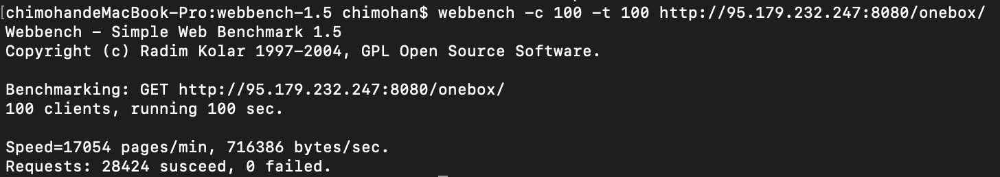 [chimohandeMacBook-Pro:webbench-1.5 chimohan$ webbench -c 100 -t 100 http://95.179.232.247:8080/onebox/
Webbench - Simple Web Benchmark 1.5
Copyright (c) Radim Kolar 1997-2004, GPL Open Source Software.
Benchmarking: GET http://95.179.232.247:8080/onebox/
100 clients, running 100 sec.
Speed=17054 pages/min, 716386 bytes/sec.
Requests: 28424 susceed, 0 failed.